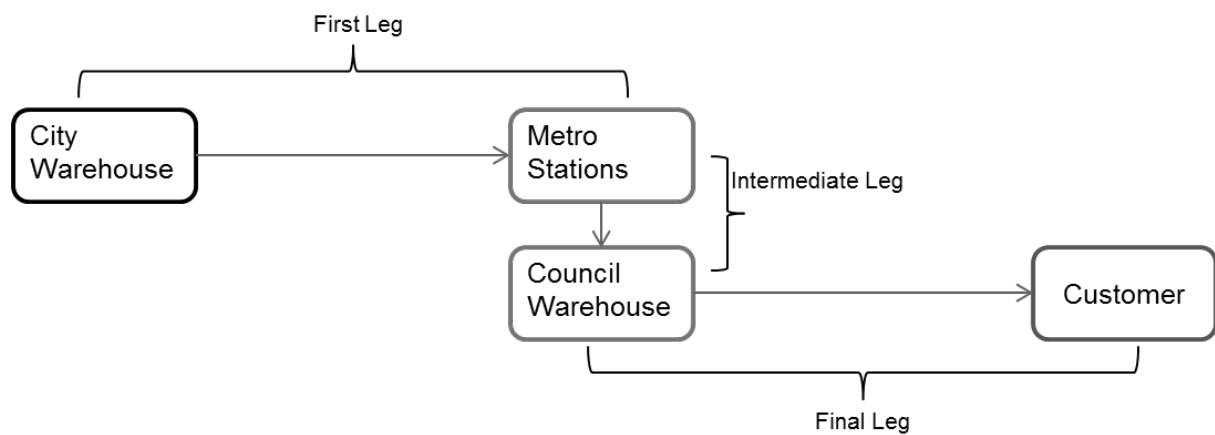 First Leg
City
Warehouse
Metro
Stations
Intermediate Leg
Council
Warehouse
Customer
Final Leg